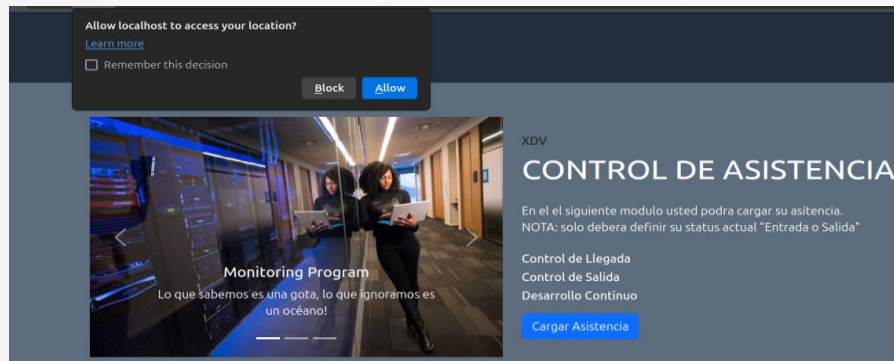 Allow localhost to access your location?
Learn more
Remember this decision
Block
Allow
Monitoring Program
Lo que sabemos es una gota, lo que ignoramos es
un océano!
XDV
CONTROL DE ASISTENCIA
En el el siguiente modulo usted podra cargar su asitencia.
NOTA: solo debera definir su status actual "Entrada o Salida"
Control de Llegada
Control de Salida
Desarrollo Continuo
Cargar Asistencia